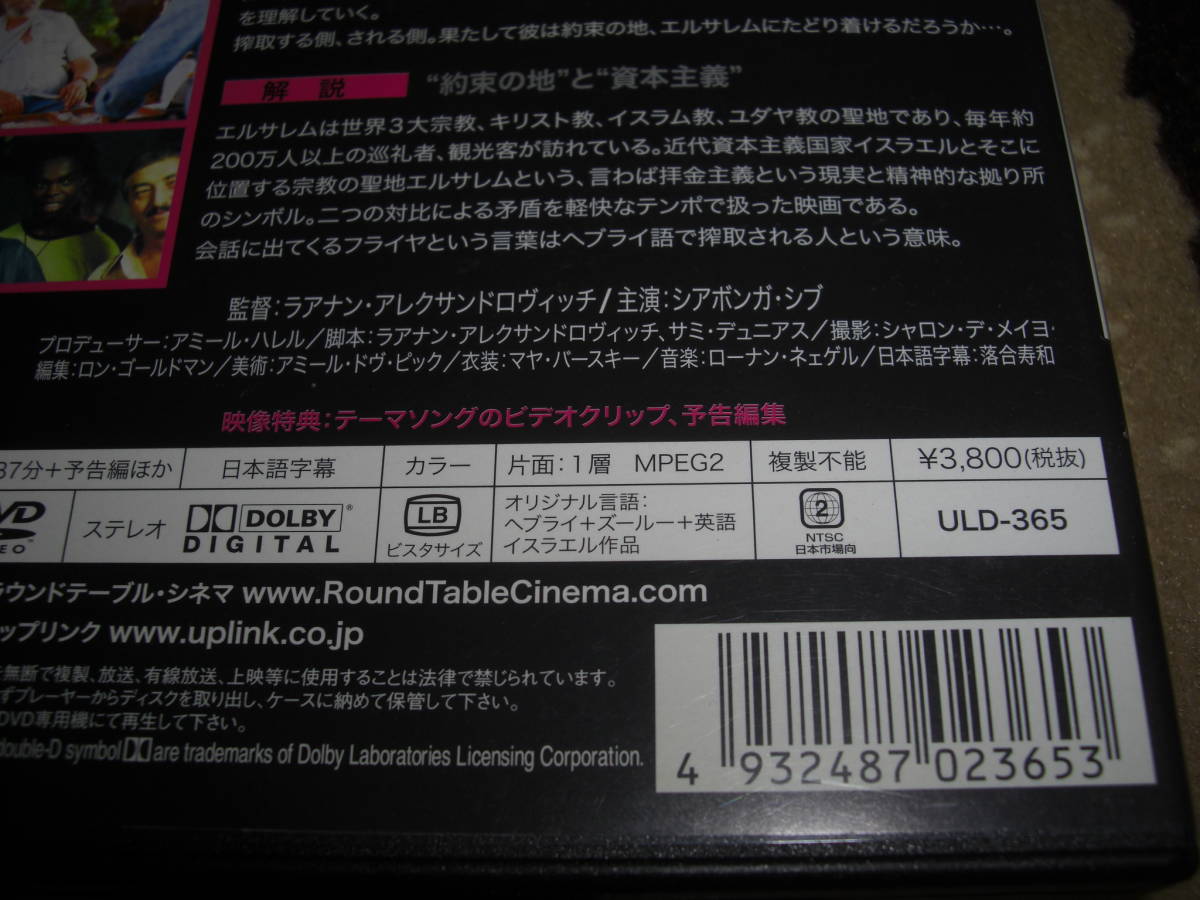 を理解していく。
搾取する側、される側。果たして彼は約束の地、エルサレムにたどり着けるだろうか…。
解説 “約束の地”と“資本主義”
エルサレムは世界3大宗教、キリスト教、イスラム教、ユダヤ教の聖地であり、毎年約
200万人以上の巡礼者、観光客が訪れている。近代資本主義国家イスラエルとそこに
位置する宗教の聖地エルサレムという、言わば拝金主義という現実と精神的な拠り所
のシンボル。二つの対比による矛盾を軽快なテンポで扱った映画である。
会話に出てくるフライヤという言葉はヘブライ語で搾取される人という意味。
監督：ラアナン・アレクサンドロヴィッチ/主演：シアボンガ・シブ
プロデューサー：アミール・ハレル／脚本：ラアナン・アレクサンドロヴィッチ、サミ・デュニアス／撮影：シャロン・デ・メイヨ・
編集：ロン・ゴールドマン／美術：アミール・ドヴ・ピック／衣装：マヤ・バースキー／音楽：ローナン・ネェゲル／日本語字幕：落合寿和
映像特典：テーマソングのビデオクリップ、予告編集
87分＋予告編ほか 日本語字幕 カラー 片面：1層 MPEG2 複製不能 ¥3,800(税抜)
ステレオ DOLBY DIGITAL LB ビスタサイズ オリジナル言語： ヘブライ＋ズールー＋英語 イスラエル作品 2 NTSC 日本市場向 ULD-365
ラウンドテーブル・シネマ www.RoundTableCinema.com
ップリンク www.uplink.co.jp
を無断で複製、放送、有線放送、上映等に使用することは法律で禁じられています。
ずプレーヤーからディスクを取り出し、ケースに納めて保管して下さい。
DVD専用機にて再生して下さい。
double-D symbol are trademarks of Dolby Laboratories Licensing Corporation.
4 932487 023653